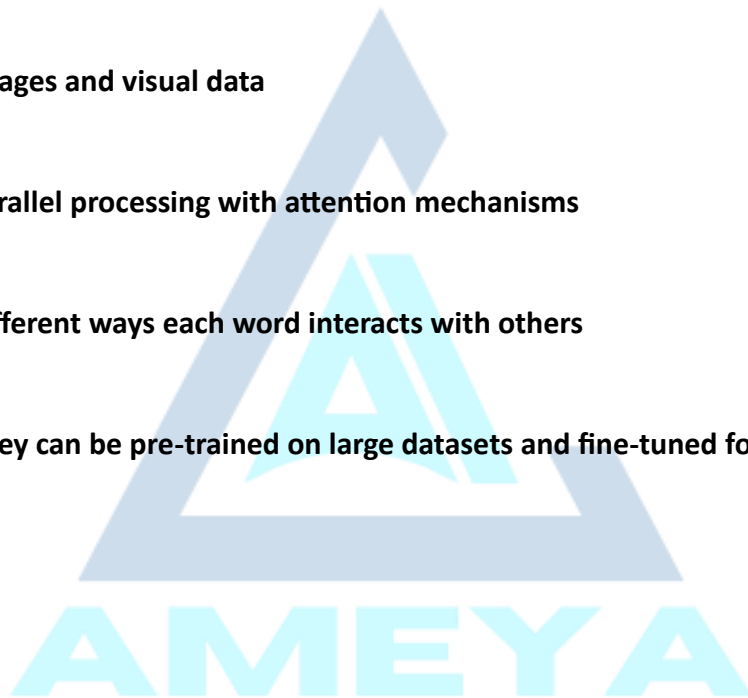 ages and visual data
rallel processing with attention mechanisms
fferent ways each word interacts with others
ey can be pre-trained on large datasets and fine-tuned fo
AMEYA